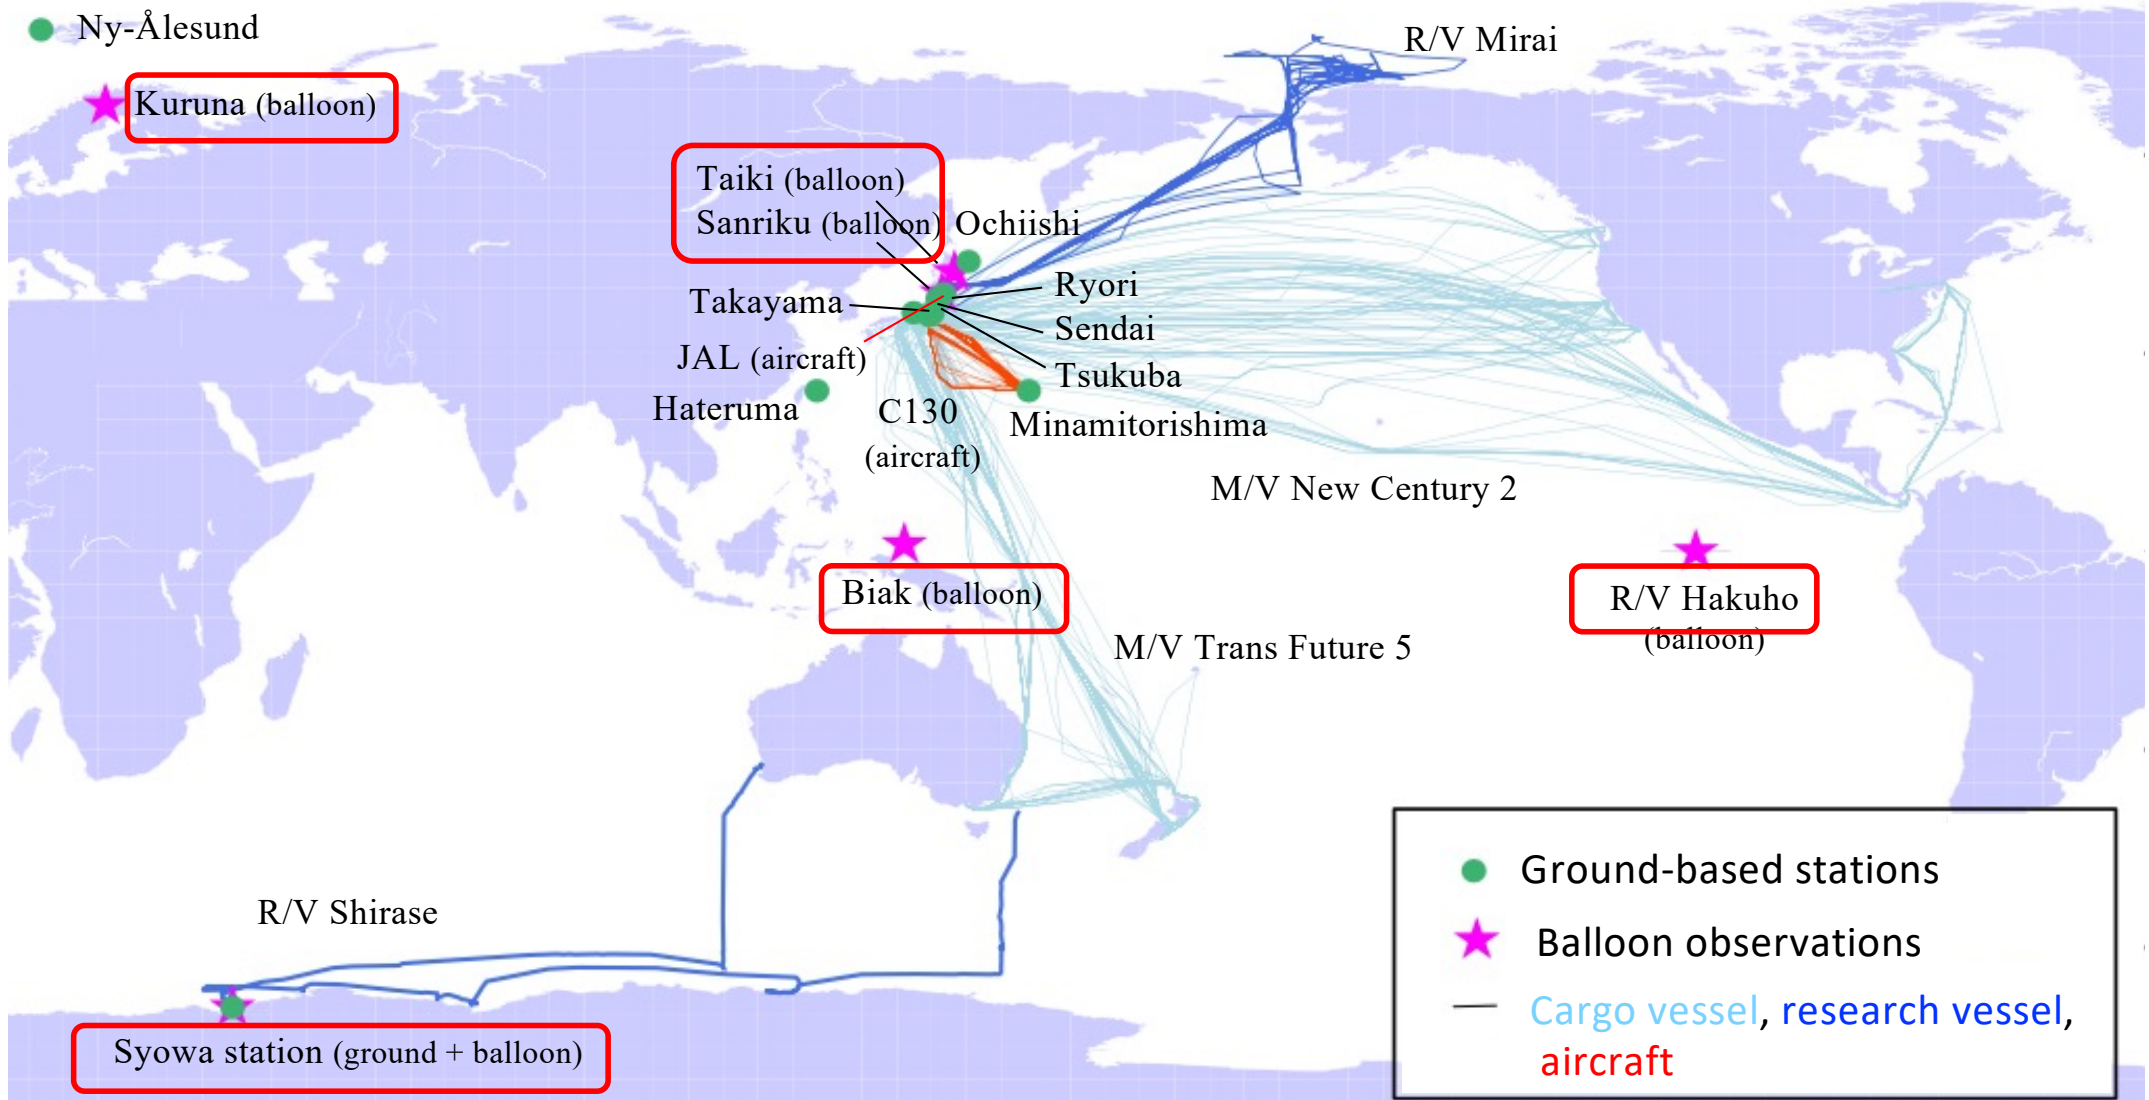 Ny-Ålesund
R/V Mirai
Kuruna (balloon)
Taiki (balloon)
Sanriku (balloon)
Ochiishi
Takayama
Ryori
Sendai
JAL (aircraft)
Tsukuba
Hateruma
C130
(aircraft)
Minamitorishima
M/V New Century 2
Biak (balloon)
R/V Hakuho
(balloon)
M/V Trans Future 5
R/V Shirase
Syowa station (ground + balloon)
Ground-based stations
Balloon observations
Cargo vessel, research vessel,
aircraft